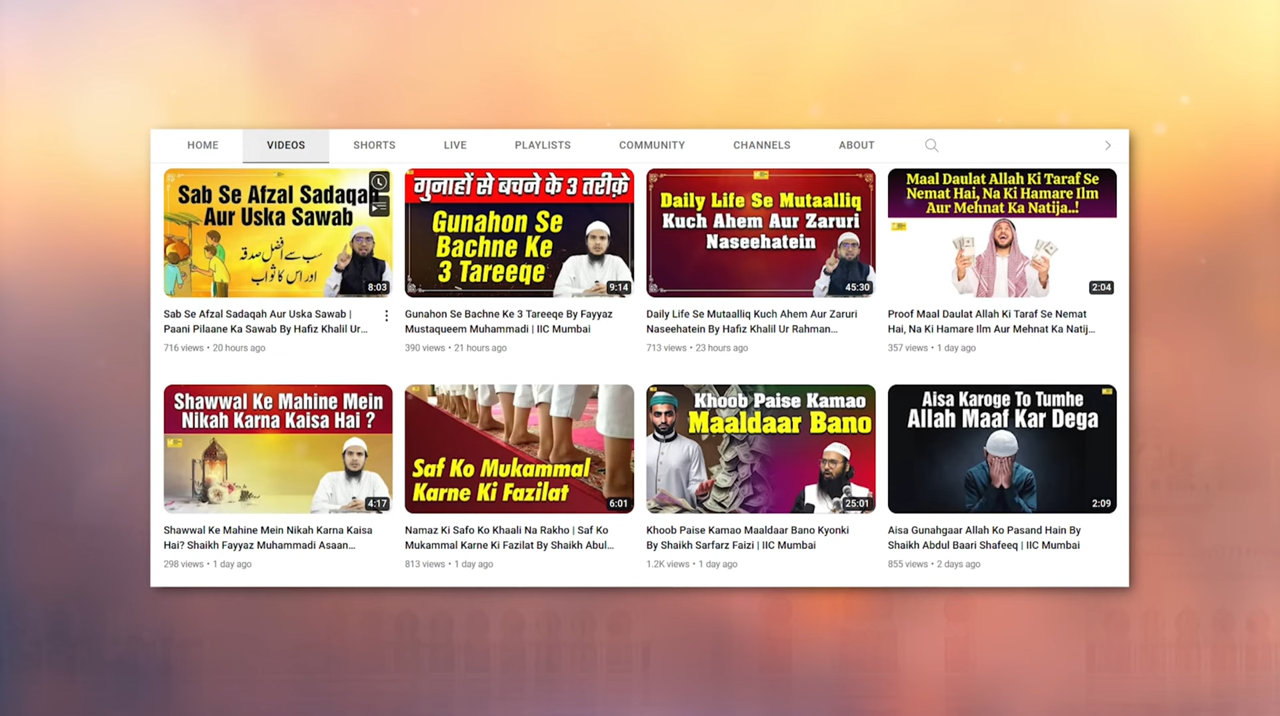 HOME VIDEOS SHORTS LIVE PLAYLISTS COMMUNITY CHANNELS ABOUT
Sab Se Afzal Sadaqah
Aur Uska Sawab
سب سے افضل صدقہ
اور اس کا ثواب
8:03
Sab Se Afzal Sadaqah Aur Uska Sawab |
Paani Pilaane Ka Sawab By Hafiz Khalil Ur...
716 views • 20 hours ago
गुनाहों से बचने के 3 तरीक़े
Gunahon Se
Bachne Ke
3 Tareeqe
9:14
Gunahon Se Bachne Ke 3 Tareeqe By Fayyaz
Mustaqueem Muhammadi | IIC Mumbai
390 views • 21 hours ago
Daily Life Se Mutaalliq
Kuch Ahem Aur Zaruri
Naseehatein
45:30
Daily Life Se Mutaalliq Kuch Ahem Aur Zaruri
Naseehatein By Hafiz Khalil Ur Rahman...
713 views • 23 hours ago
Maal Daulat Allah Ki Taraf Se
Nemat Hai, Na Ki Hamare Ilm
Aur Mehnat Ka Natija..!
2:04
Proof Maal Daulat Allah Ki Taraf Se Nemat
Hai, Na Ki Hamare Ilm Aur Mehnat Ka Natij...
357 views • 1 day ago
Shawwal Ke Mahine Mein
Nikah Karna Kaisa Hai ?
4:17
Shawwal Ke Mahine Mein Nikah Karna Kaisa
Hai? Shaikh Fayyaz Muhammadi Asaan...
298 views • 1 day ago
Saf Ko Mukammal
Karne Ki Fazilat
6:01
Namaz Ki Safo Ko Khaali Na Rakho | Saf Ko
Mukammal Karne Ki Fazilat By Shaikh Abul...
813 views • 1 day ago
Khoob Paise Kamao
Maaldaar Bano
25:01
Khoob Paise Kamao Maaldaar Bano Kyonki
By Shaikh Sarfarz Faizi | IIC Mumbai
1.2K views • 1 day ago
Aisa Karoge To Tumhe
Allah Maaf Kar Dega
2:09
Aisa Gunahgaar Allah Ko Pasand Hain By
Shaikh Abdul Baari Shafeeq | IIC Mumbai
855 views • 2 days ago